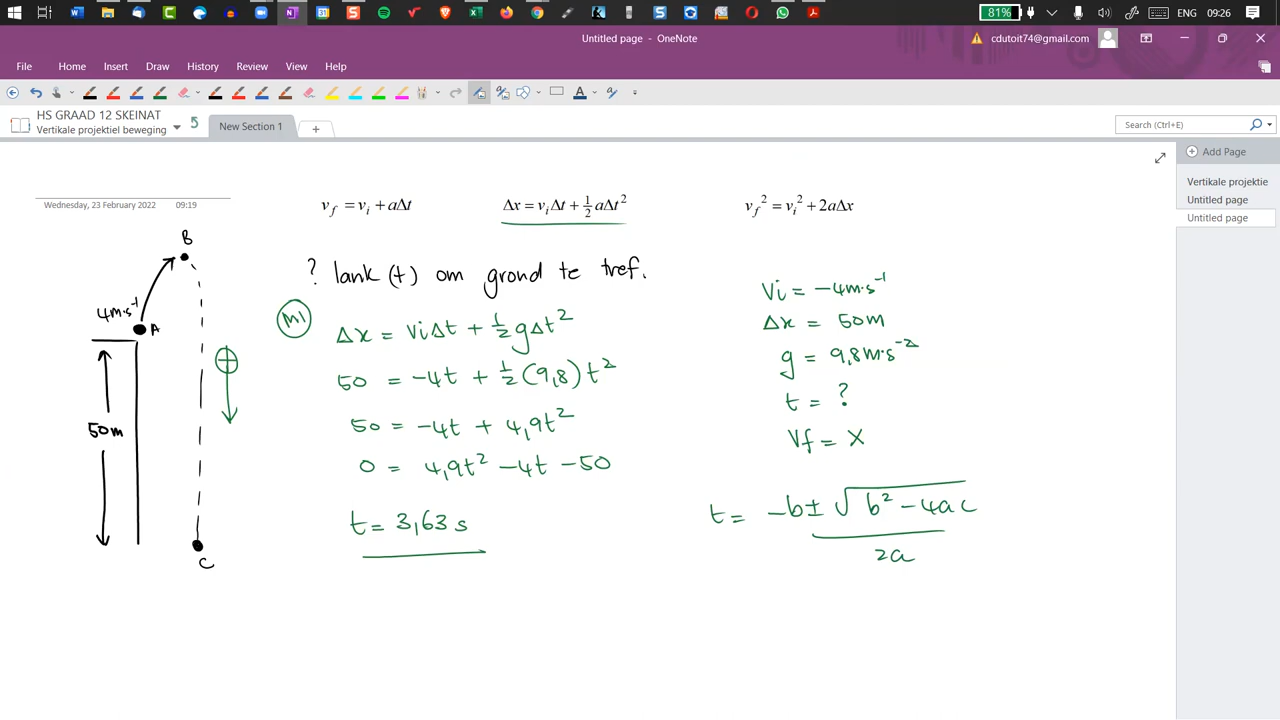 81%
ENG
09:26
Untitled page - OneNote
cdutoit74@gmail.com
File Home Insert Draw History Review View Help
HS GRAAD 12 SKEINAT
Vertikale projektiel beweging
5
New Section 1
+
Search (Ctrl+E)
Add Page
Vertikale projektie
Untitled page
Untitled page
Wednesday, 23 February 2022 09:19
v_f = v_i + aΔt
Δx = v_iΔt + ½aΔt²
v_f² = v_i² + 2aΔx
? lank (t) om grond te tref.
B
4m·s⁻¹
A
50m
C
M1
Δx = ViΔt + ½gΔt²
50 = -4t + ½(9,8)t²
50 = -4t + 4,9t²
0 = 4,9t² - 4t - 50
t = 3,63 s
Vi = -4m·s⁻¹
Δx = 50m
g = 9,8m·s⁻²
t = ?
Vf = X
t = -b ± √b² - 4ac
2a